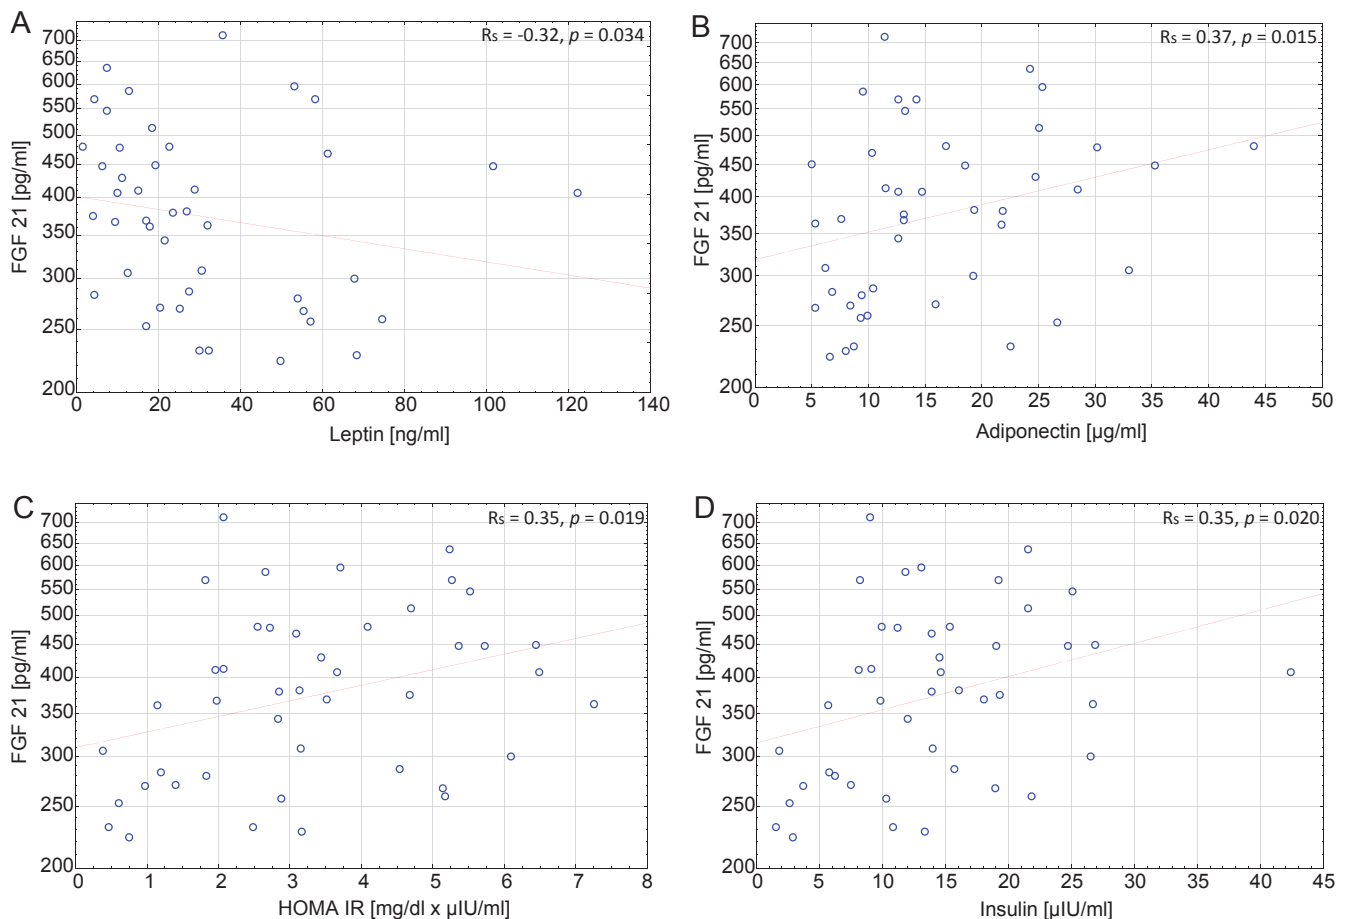 A
Rs = -0.32, p = 0.034
FGF 21 [pg/ml]
700
650
600
550
500
450
400
350
300
250
200
0 20 40 60 80 100 120 140
Leptin [ng/ml]
B
Rs = 0.37, p = 0.015
FGF 21 [pg/ml]
700
650
600
550
500
450
400
350
300
250
200
0 5 10 15 20 25 30 35 40 45 50
Adiponectin [µg/ml]
C
Rs = 0.35, p = 0.019
FGF 21 [pg/ml]
700
650
600
550
500
450
400
350
300
250
200
0 1 2 3 4 5 6 7 8
HOMA IR [mg/dl x µIU/ml]
D
Rs = 0.35, p = 0.020
FGF 21 [pg/ml]
700
650
600
550
500
450
400
350
300
250
200
0 5 10 15 20 25 30 35 40 45
Insulin [µIU/ml]